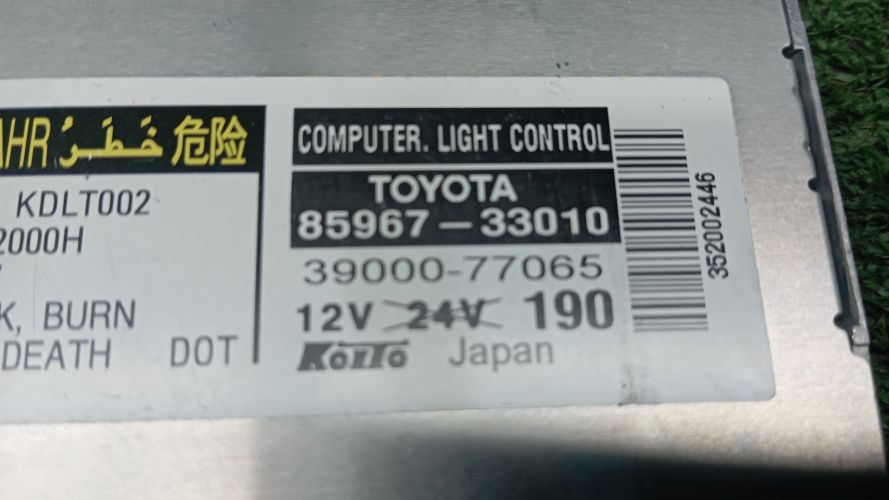 AHR خَطَر 危险
KDLT002
2000H
K, BURN
DEATH DOT
COMPUTER. LIGHT CONTROL
TOYOTA
85967-33010
39000-77065
12V 24V 190
KOITO Japan
352002446